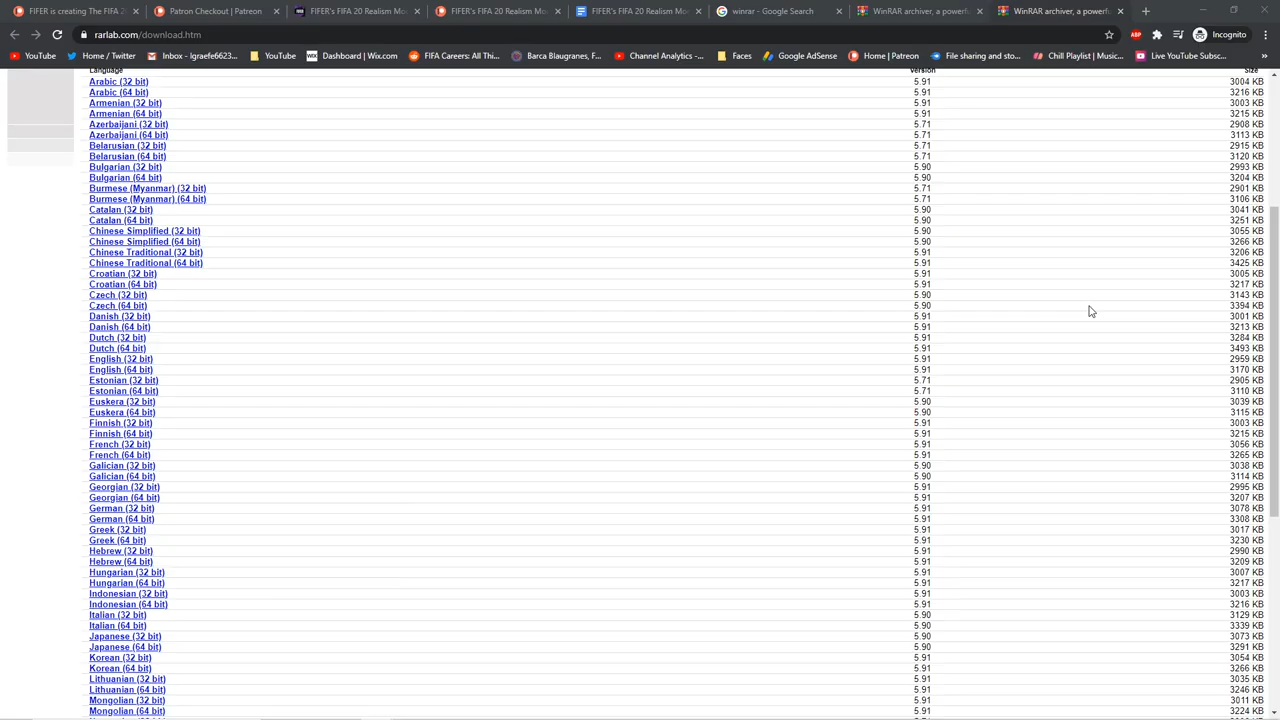 FIFER is creating The FIFA 2
Patron Checkout | Patreon
FIFER's FIFA 20 Realism Mo
FIFER's FIFA 20 Realism Mo
FIFER's FIFA 20 Realism Mod
winrar - Google Search
WinRAR archiver, a powerf
WinRAR archiver, a powerf
rarlab.com/download.htm
ABP
Incognito
YouTube
Home / Twitter
Inbox - lgraefe6623...
YouTube
WIX
Dashboard | Wix.com
FIFA Careers: All Thi...
Barca Blaugranes, F...
Channel Analytics -...
Faces
Google AdSense
Home | Patreon
File sharing and sto...
Chill Playlist | Music...
Live YouTube Subsc...
Language Version Size
Arabic (32 bit) 5.91 3004 KB
Arabic (64 bit) 5.91 3216 KB
Armenian (32 bit) 5.91 3003 KB
Armenian (64 bit) 5.91 3215 KB
Azerbaijani (32 bit) 5.71 2908 KB
Azerbaijani (64 bit) 5.71 3113 KB
Belarusian (32 bit) 5.71 2915 KB
Belarusian (64 bit) 5.71 3120 KB
Bulgarian (32 bit) 5.90 2993 KB
Bulgarian (64 bit) 5.90 3204 KB
Burmese (Myanmar) (32 bit) 5.71 2901 KB
Burmese (Myanmar) (64 bit) 5.71 3106 KB
Catalan (32 bit) 5.90 3041 KB
Catalan (64 bit) 5.90 3251 KB
Chinese Simplified (32 bit) 5.90 3055 KB
Chinese Simplified (64 bit) 5.90 3266 KB
Chinese Traditional (32 bit) 5.91 3206 KB
Chinese Traditional (64 bit) 5.91 3425 KB
Croatian (32 bit) 5.91 3005 KB
Croatian (64 bit) 5.91 3217 KB
Czech (32 bit) 5.90 3143 KB
Czech (64 bit) 5.90 3394 KB
Danish (32 bit) 5.91 3001 KB
Danish (64 bit) 5.91 3213 KB
Dutch (32 bit) 5.91 3284 KB
Dutch (64 bit) 5.91 3493 KB
English (32 bit) 5.91 2959 KB
English (64 bit) 5.91 3170 KB
Estonian (32 bit) 5.71 2905 KB
Estonian (64 bit) 5.71 3110 KB
Euskera (32 bit) 5.90 3039 KB
Euskera (64 bit) 5.90 3115 KB
Finnish (32 bit) 5.91 3003 KB
Finnish (64 bit) 5.91 3215 KB
French (32 bit) 5.91 3056 KB
French (64 bit) 5.91 3265 KB
Galician (32 bit) 5.90 3038 KB
Galician (64 bit) 5.90 3114 KB
Georgian (32 bit) 5.91 2995 KB
Georgian (64 bit) 5.91 3207 KB
German (32 bit) 5.91 3078 KB
German (64 bit) 5.91 3308 KB
Greek (32 bit) 5.91 3017 KB
Greek (64 bit) 5.91 3230 KB
Hebrew (32 bit) 5.91 2990 KB
Hebrew (64 bit) 5.91 3209 KB
Hungarian (32 bit) 5.91 3007 KB
Hungarian (64 bit) 5.91 3217 KB
Indonesian (32 bit) 5.91 3003 KB
Indonesian (64 bit) 5.91 3216 KB
Italian (32 bit) 5.90 3129 KB
Italian (64 bit) 5.90 3339 KB
Japanese (32 bit) 5.90 3073 KB
Japanese (64 bit) 5.90 3291 KB
Korean (32 bit) 5.91 3054 KB
Korean (64 bit) 5.91 3266 KB
Lithuanian (32 bit) 5.91 3035 KB
Lithuanian (64 bit) 5.91 3246 KB
Mongolian (32 bit) 5.91 3011 KB
Mongolian (64 bit) 5.91 3224 KB